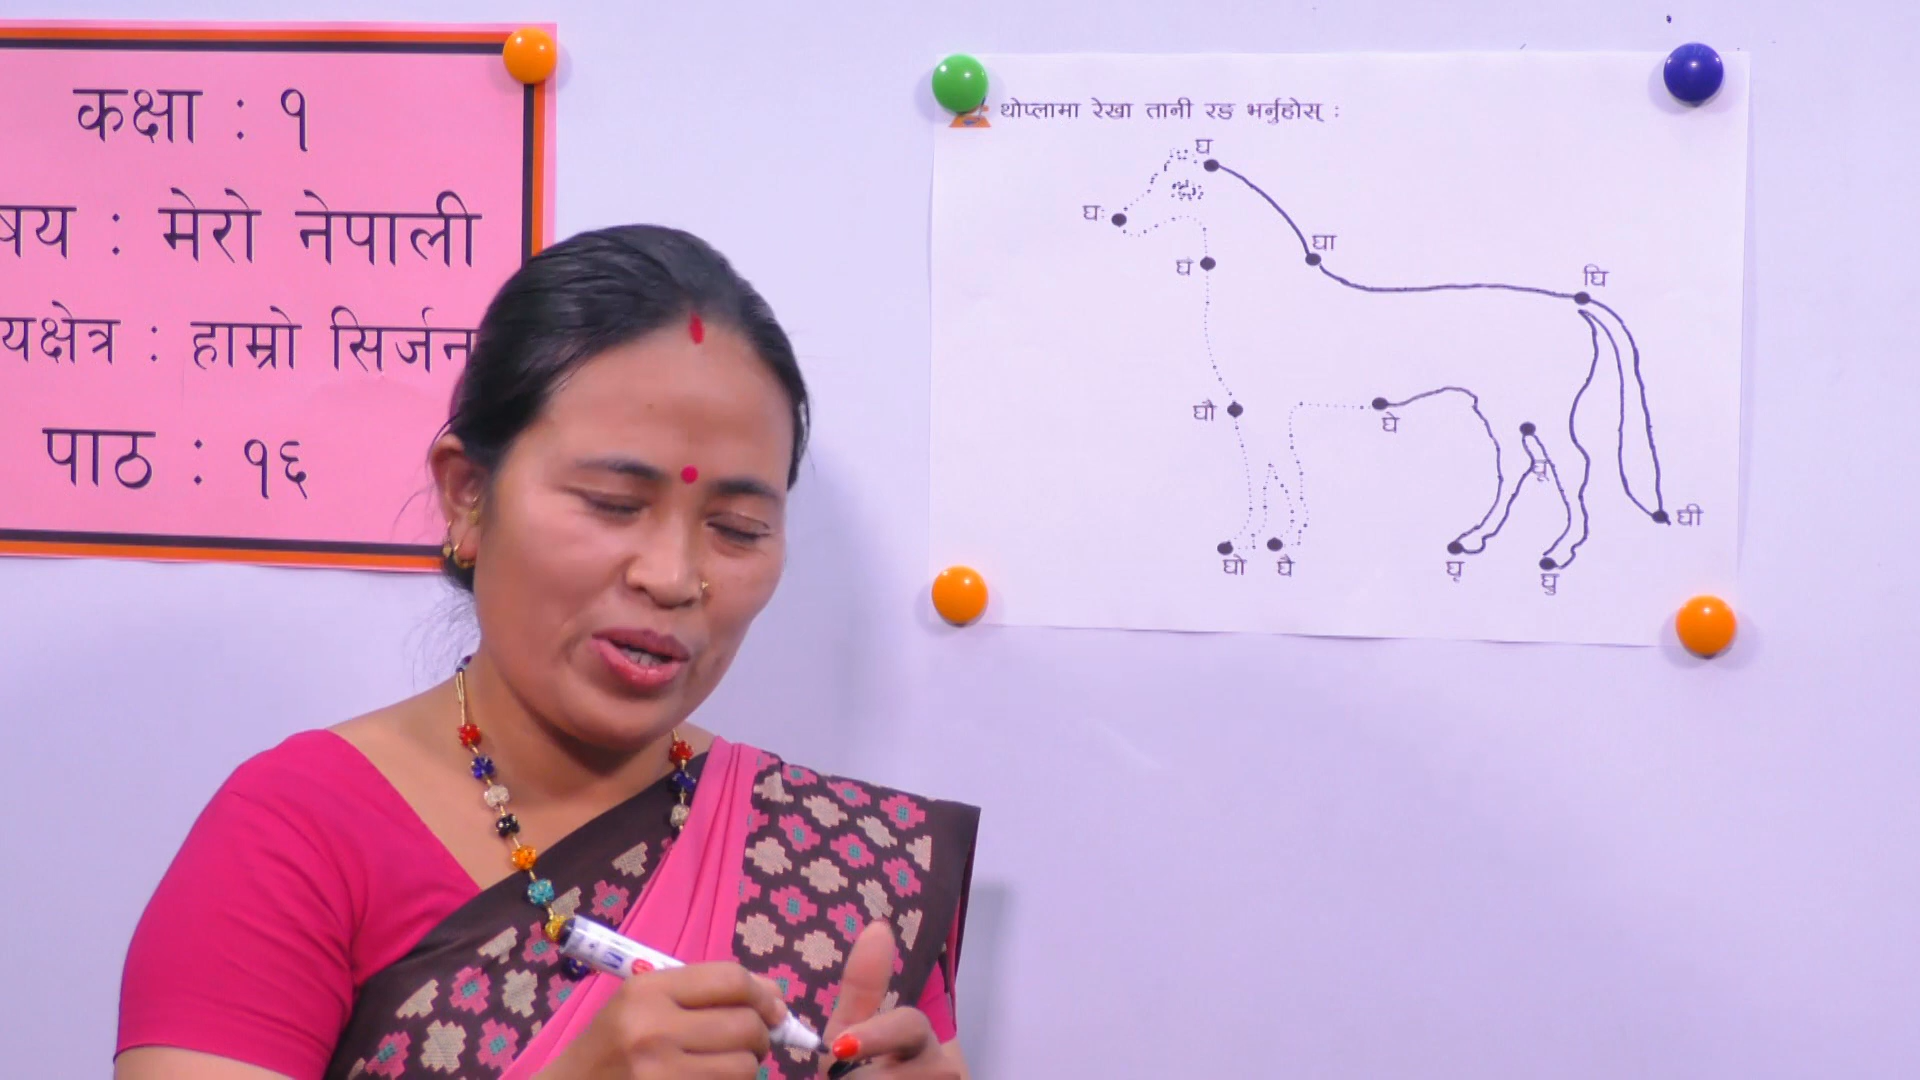 कक्षा : १
षय : मेरो नेपाली
यक्षेत्र : हाम्रो सिर्जन
पाठ : १६
थोप्लामा रेखा तानी रङ भर्नुहोस् :
घ
घः
घा
घं
घि
घौ
घे
घू
घी
घो
घै
घृ
घु